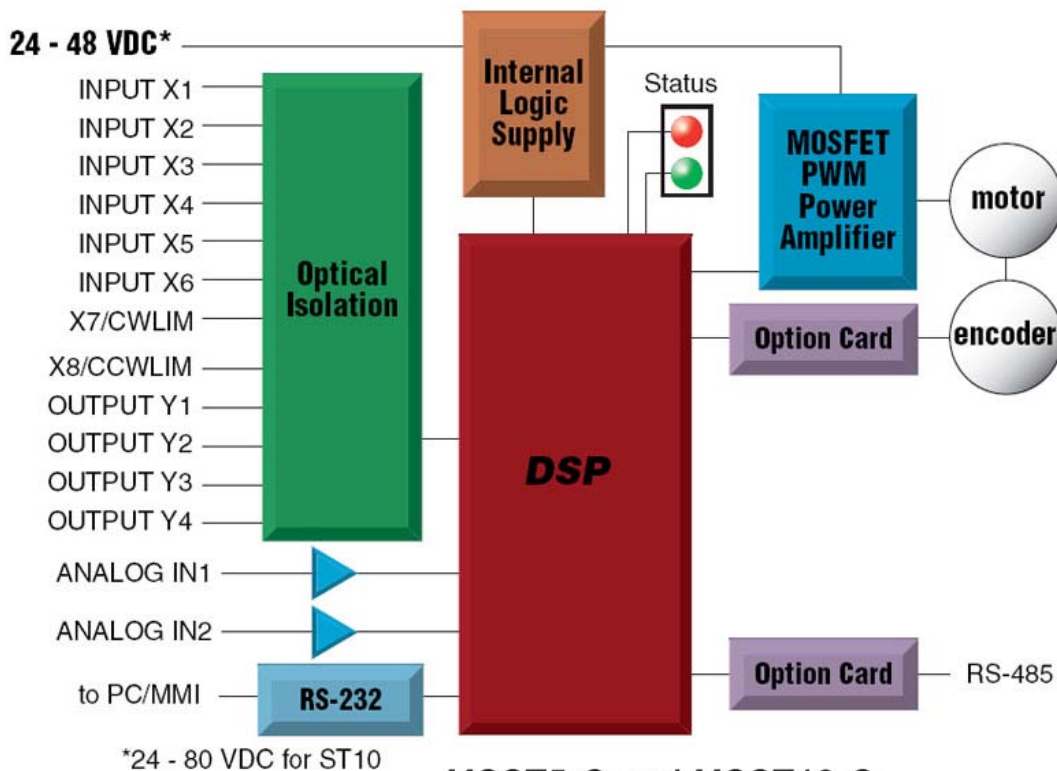 24 - 48 VDC*
INPUT X1
INPUT X2
INPUT X3
INPUT X4
INPUT X5
INPUT X6
X7/CWLIM
X8/CCWLIM
OUTPUT Y1
OUTPUT Y2
OUTPUT Y3
OUTPUT Y4
ANALOG IN1
ANALOG IN2
to PC/MMI
*24 - 80 VDC for ST10
Optical
Isolation
RS-232
Internal
Logic
Supply
Status
DSP
MOSFET
PWM
Power
Amplifier
motor
Option Card
encoder
Option Card
RS-485